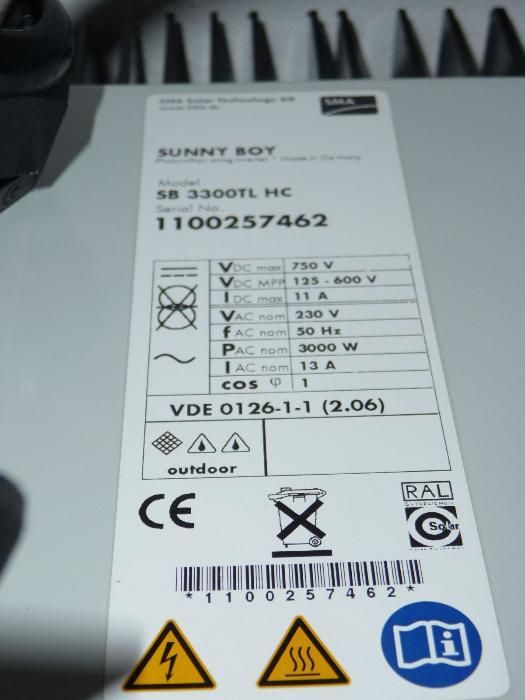 SMA Solar Technology AG
www.sma.de
SMA
SUNNY BOY
Photovoltaic string inverter * Made in Germany
Model
SB 3300TL HC
Serial No.
1100257462
VDC max 750 V
VDC MPP 125 - 600 V
IDC max 11 A
VAC nom 230 V
fAC nom 50 Hz
PAC nom 3000 W
IAC nom 13 A
cos φ 1
VDE 0126-1-1 (2.06)
outdoor
CE
RAL
GÜTEZEICHEN
Solar
*1100257462*
i